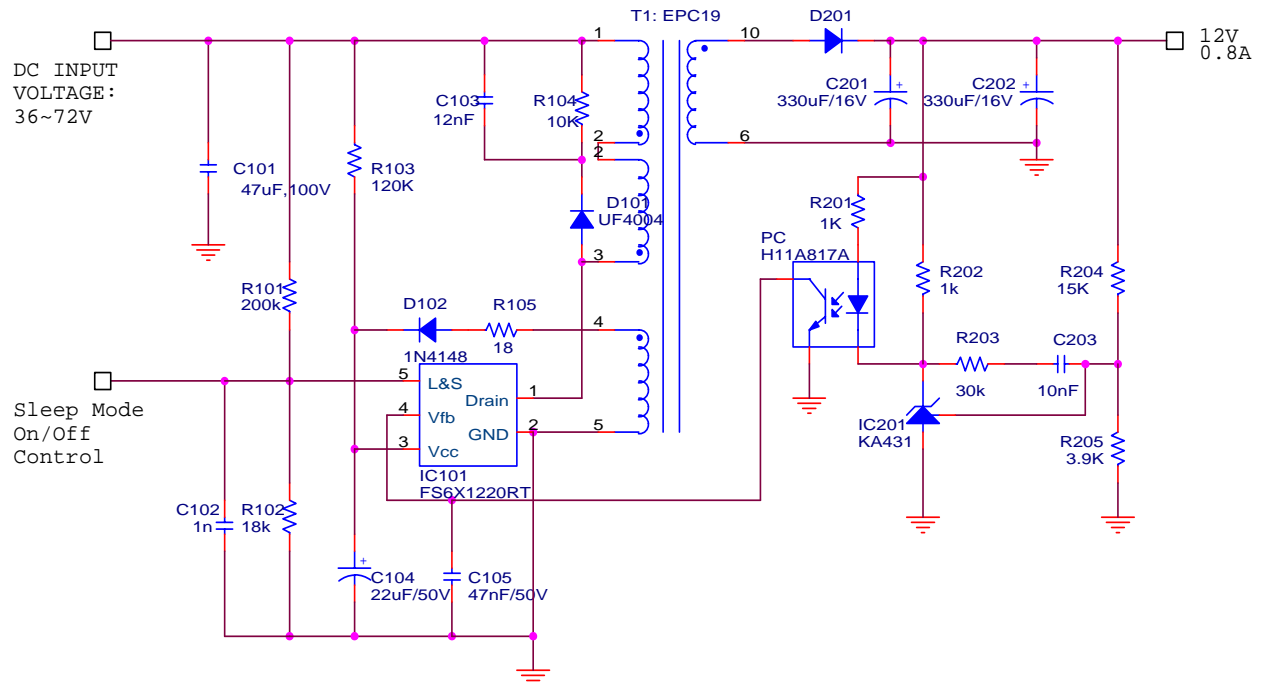 T1: EPC19
D201
1
10
12V
0.8A
DC INPUT
VOLTAGE:
36~72V
C103
12nF
R104
10K
C201
330uF/16V
C202
330uF/16V
2
2
6
C101
47uF,100V
R103
120K
D101
UF4004
R201
1K
PC
H11A817A
3
R101
200k
R202
1k
R204
15K
D102
1N4148
R105
18
4
R203
30k
C203
10nF
5
L&S
Drain
1
4
Vfb
GND
2
5
3
Vcc
IC101
FS6X1220RT
Sleep Mode
On/Off
Control
IC201
KA431
R205
3.9K
C102
1n
R102
18k
C104
22uF/50V
C105
47nF/50V
+
+
+